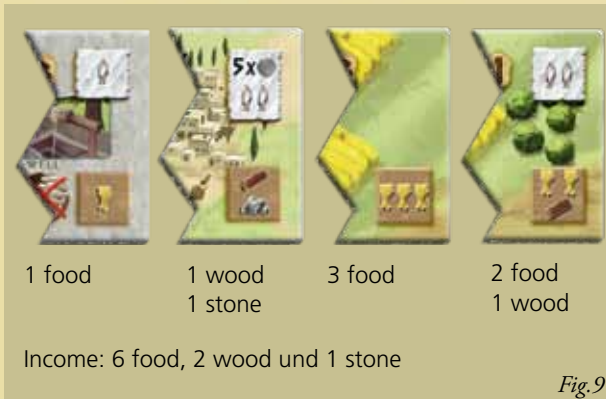 5x
1 food
1 wood
1 stone
3 food
2 food
1 wood
Income: 6 food, 2 wood und 1 stone
Fig.9